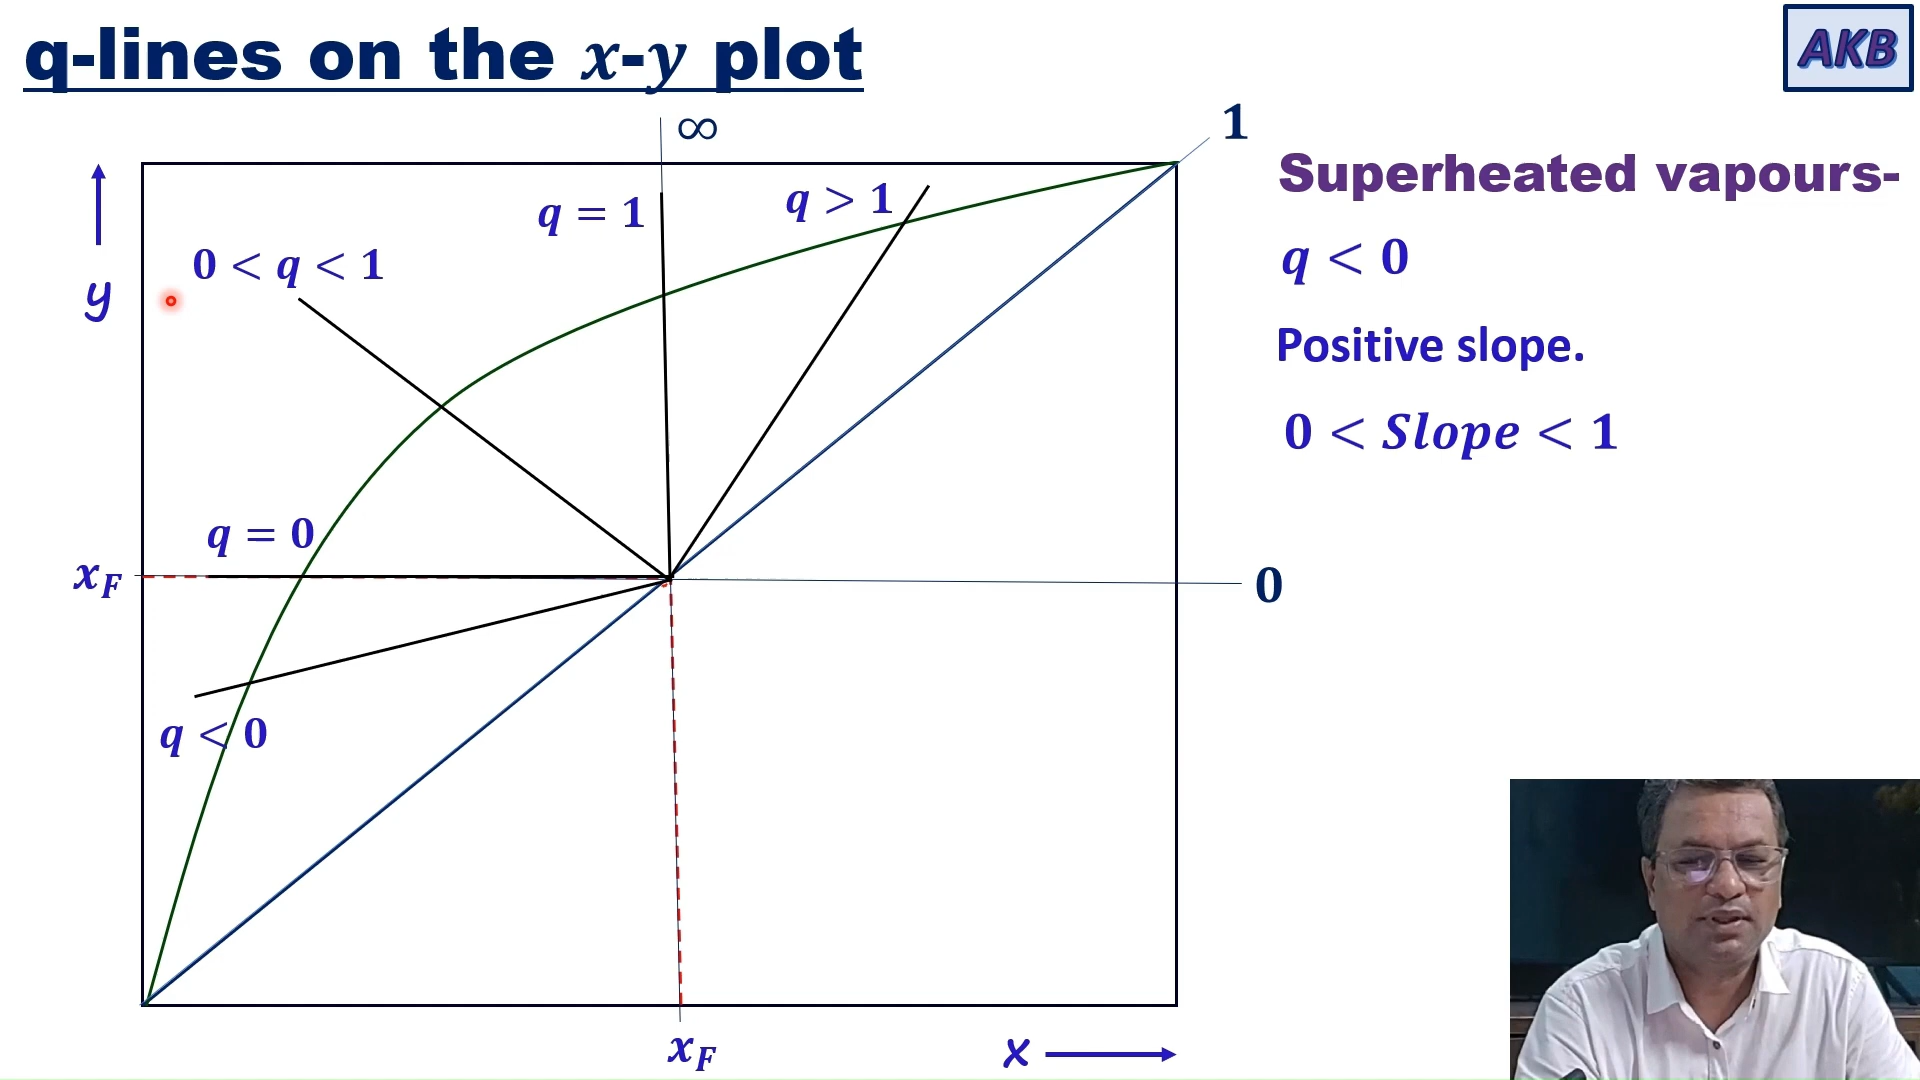 q-lines on the x-y plot
AKB
∞
1
Superheated vapours-
q = 1
q > 1
0 < q < 1
q < 0
y
Positive slope.
0 < Slope < 1
q = 0
x_F
0
q < 0
x_F
x